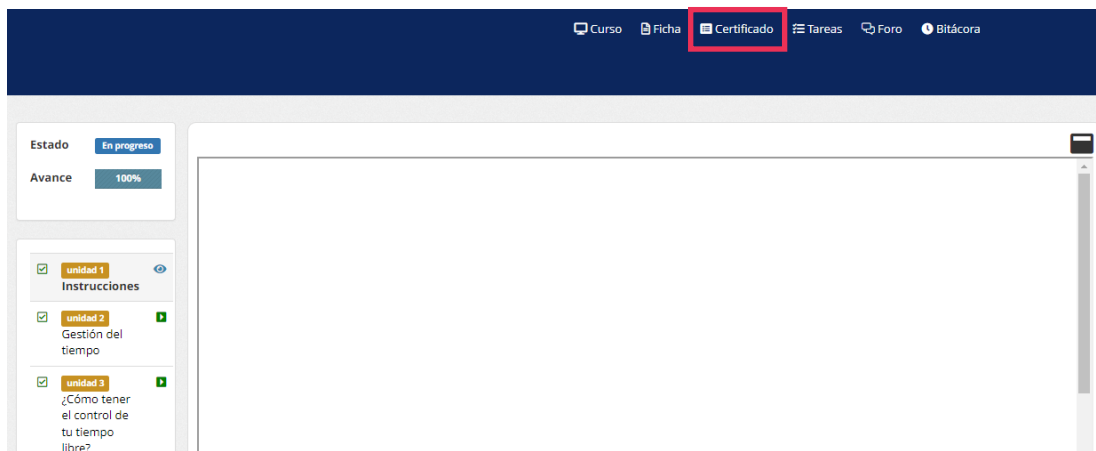 Curso Ficha Certificado Tareas Foro Bitácora
Estado En progreso
Avance 100%
unidad 1
Instrucciones
unidad 2
Gestión del
tiempo
unidad 3
¿Cómo tener
el control de
tu tiempo
libre?